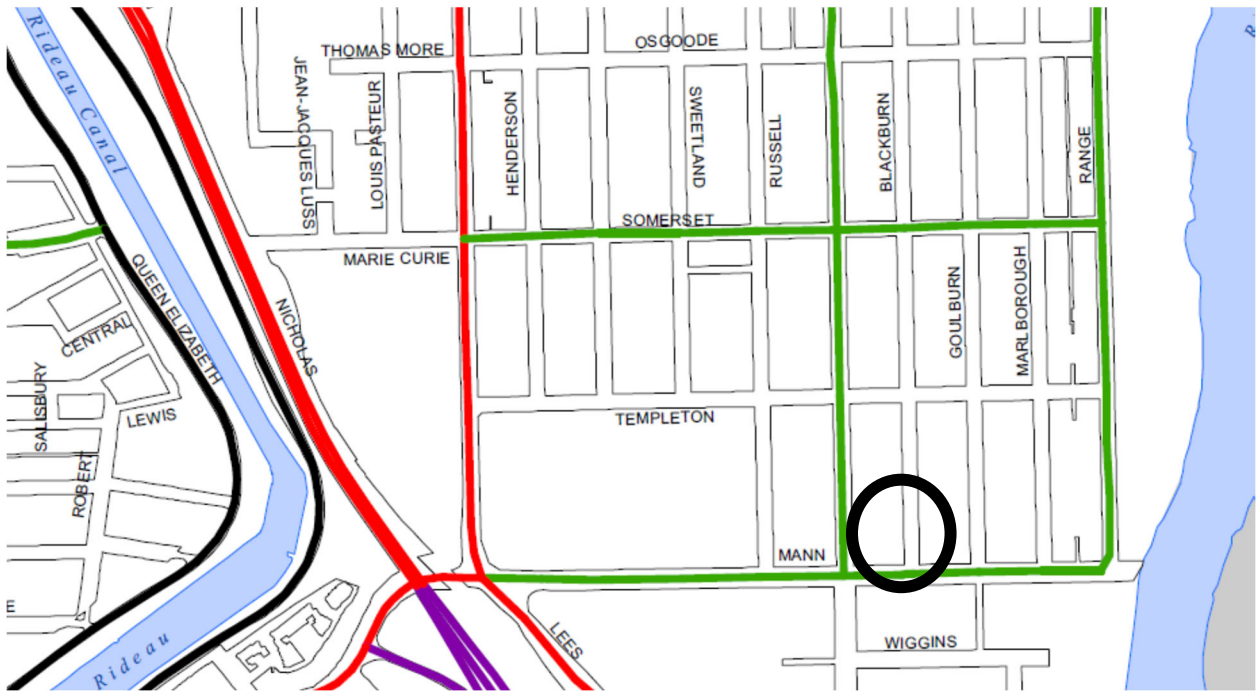 Rideau Canal
THOMAS MORE
OSGOODE
R
JEAN-JACQUES LUSS
LOUIS PASTEUR
HENDERSON
SWEETLAND
RUSSELL
BLACKBURN
RANGE
SOMERSET
MARIE CURIE
QUEEN ELIZABETH
NICHOLAS
GOULBURN
MARLBOROUGH
CENTRAL
SALISBURY
LEWIS
TEMPLETON
ROBERT
MANN
E
LEES
WIGGINS
Rideau